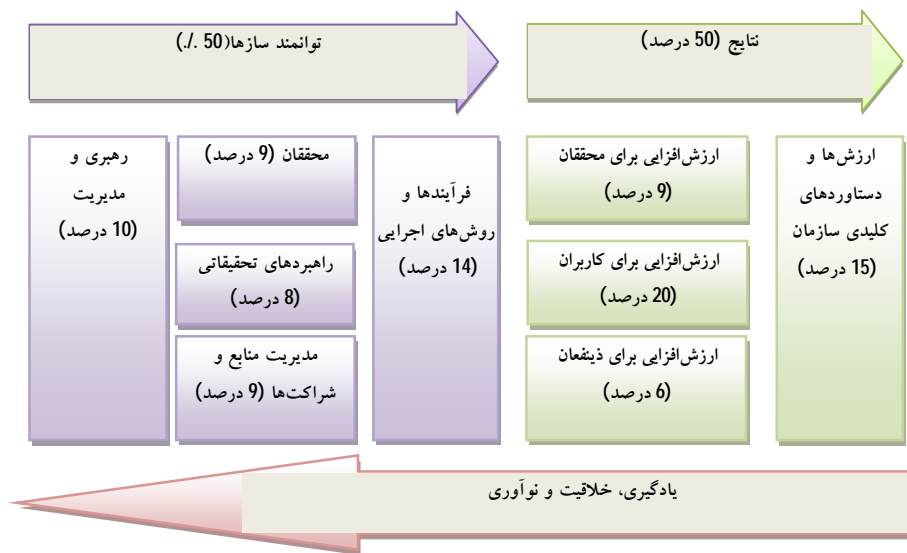 توانمند سازها(50 ./.)
نتایج (50 درصد)
رهبری و
مدیریت
(10 درصد)
محققان (9 درصد)
راهبردهای تحقیقاتی
(8 درصد)
مدیریت منابع و
شراکت‌ها (9 درصد)
فرآیندها و
روش‌های اجرایی
(14 درصد)
ارزش‌افزایی برای محققان
(9 درصد)
ارزش‌افزایی برای کاربران
(20 درصد)
ارزش‌افزایی برای ذینفعان
(6 درصد)
ارزش‌ها و
دستاوردهای
کلیدی سازمان
(15 درصد)
یادگیری، خلاقیت و نوآوری